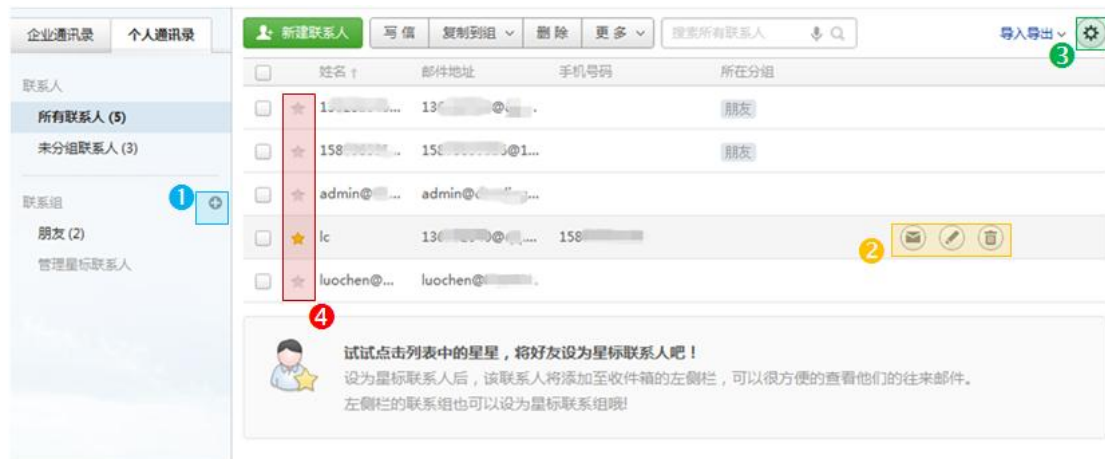 企业通讯录 个人通讯录
新建联系人 写信 复制到组 删除 更多 搜索所有联系人 导入导出
3
姓名↑ 邮件地址 手机号码 所在分组
联系人
所有联系人 (5)
未分组联系人 (3)
1
联系组
朋友 (2)
管理星标联系人
朋友
158 ... 158 @1... 朋友
admin@ ... admin@ ...
lc 158
2
luochen@... luochen@
4
试试点击列表中的星星，将好友设为星标联系人吧！
设为星标联系人后，该联系人将添加至收件箱的左侧栏，可以很方便的查看他们的往来邮件。
左侧栏的联系组也可以设为星标联系组哦!